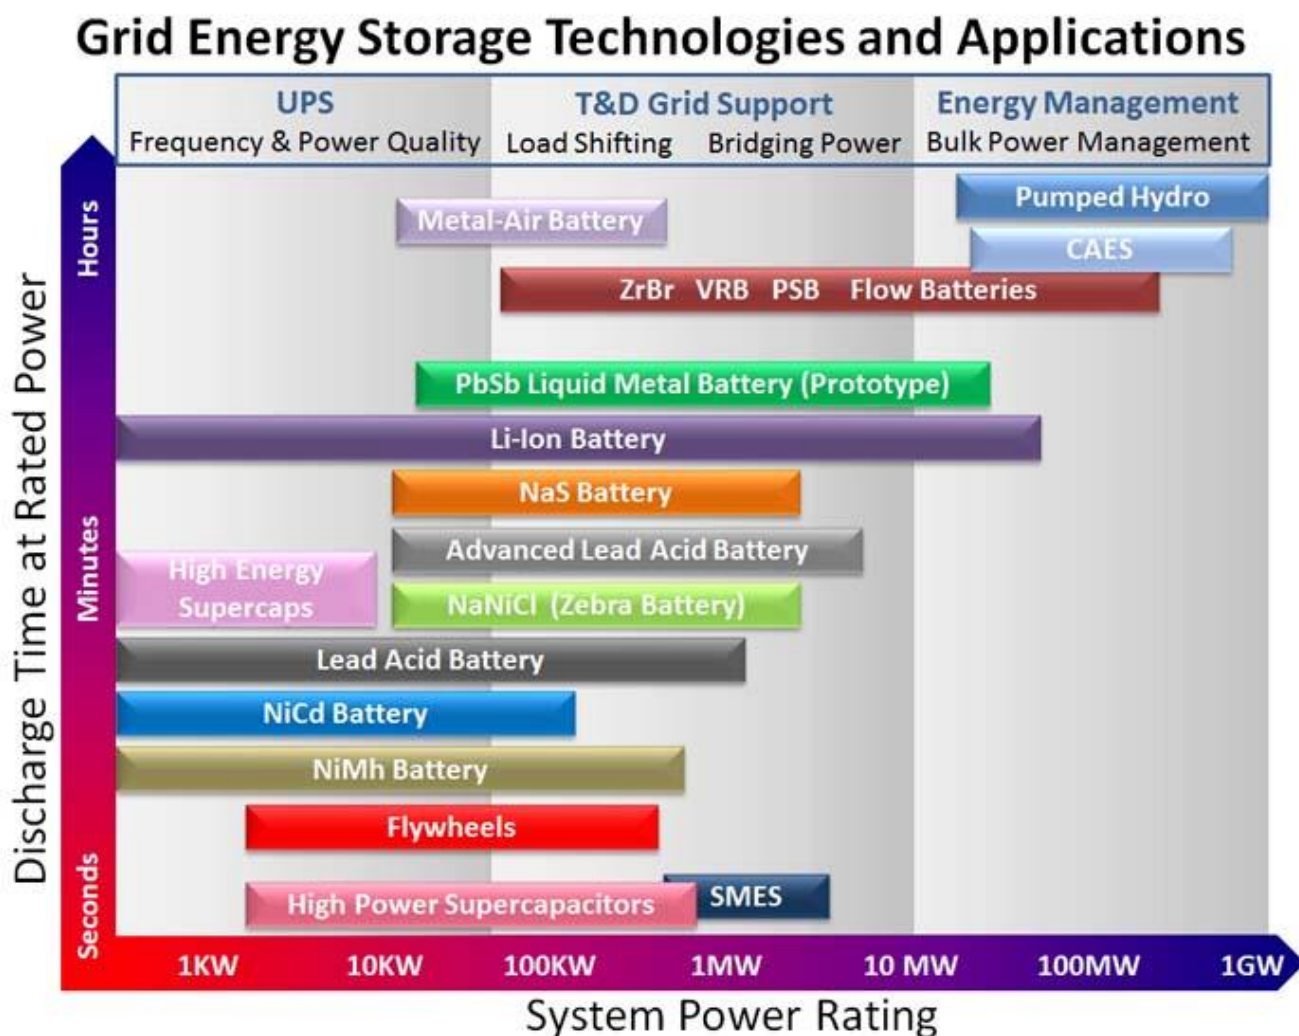 Grid Energy Storage Technologies and Applications
UPS
Frequency & Power Quality
T&D Grid Support
Load Shifting Bridging Power
Energy Management
Bulk Power Management
Discharge Time at Rated Power
Hours
Minutes
Seconds
Pumped Hydro
Metal-Air Battery
CAES
ZrBr VRB PSB Flow Batteries
PbSb Liquid Metal Battery (Prototype)
Li-Ion Battery
NaS Battery
Advanced Lead Acid Battery
High Energy
Supercaps
NaNiCl (Zebra Battery)
Lead Acid Battery
NiCd Battery
NiMh Battery
Flywheels
High Power Supercapacitors
SMES
1KW 10KW 100KW 1MW 10 MW 100MW 1GW
System Power Rating